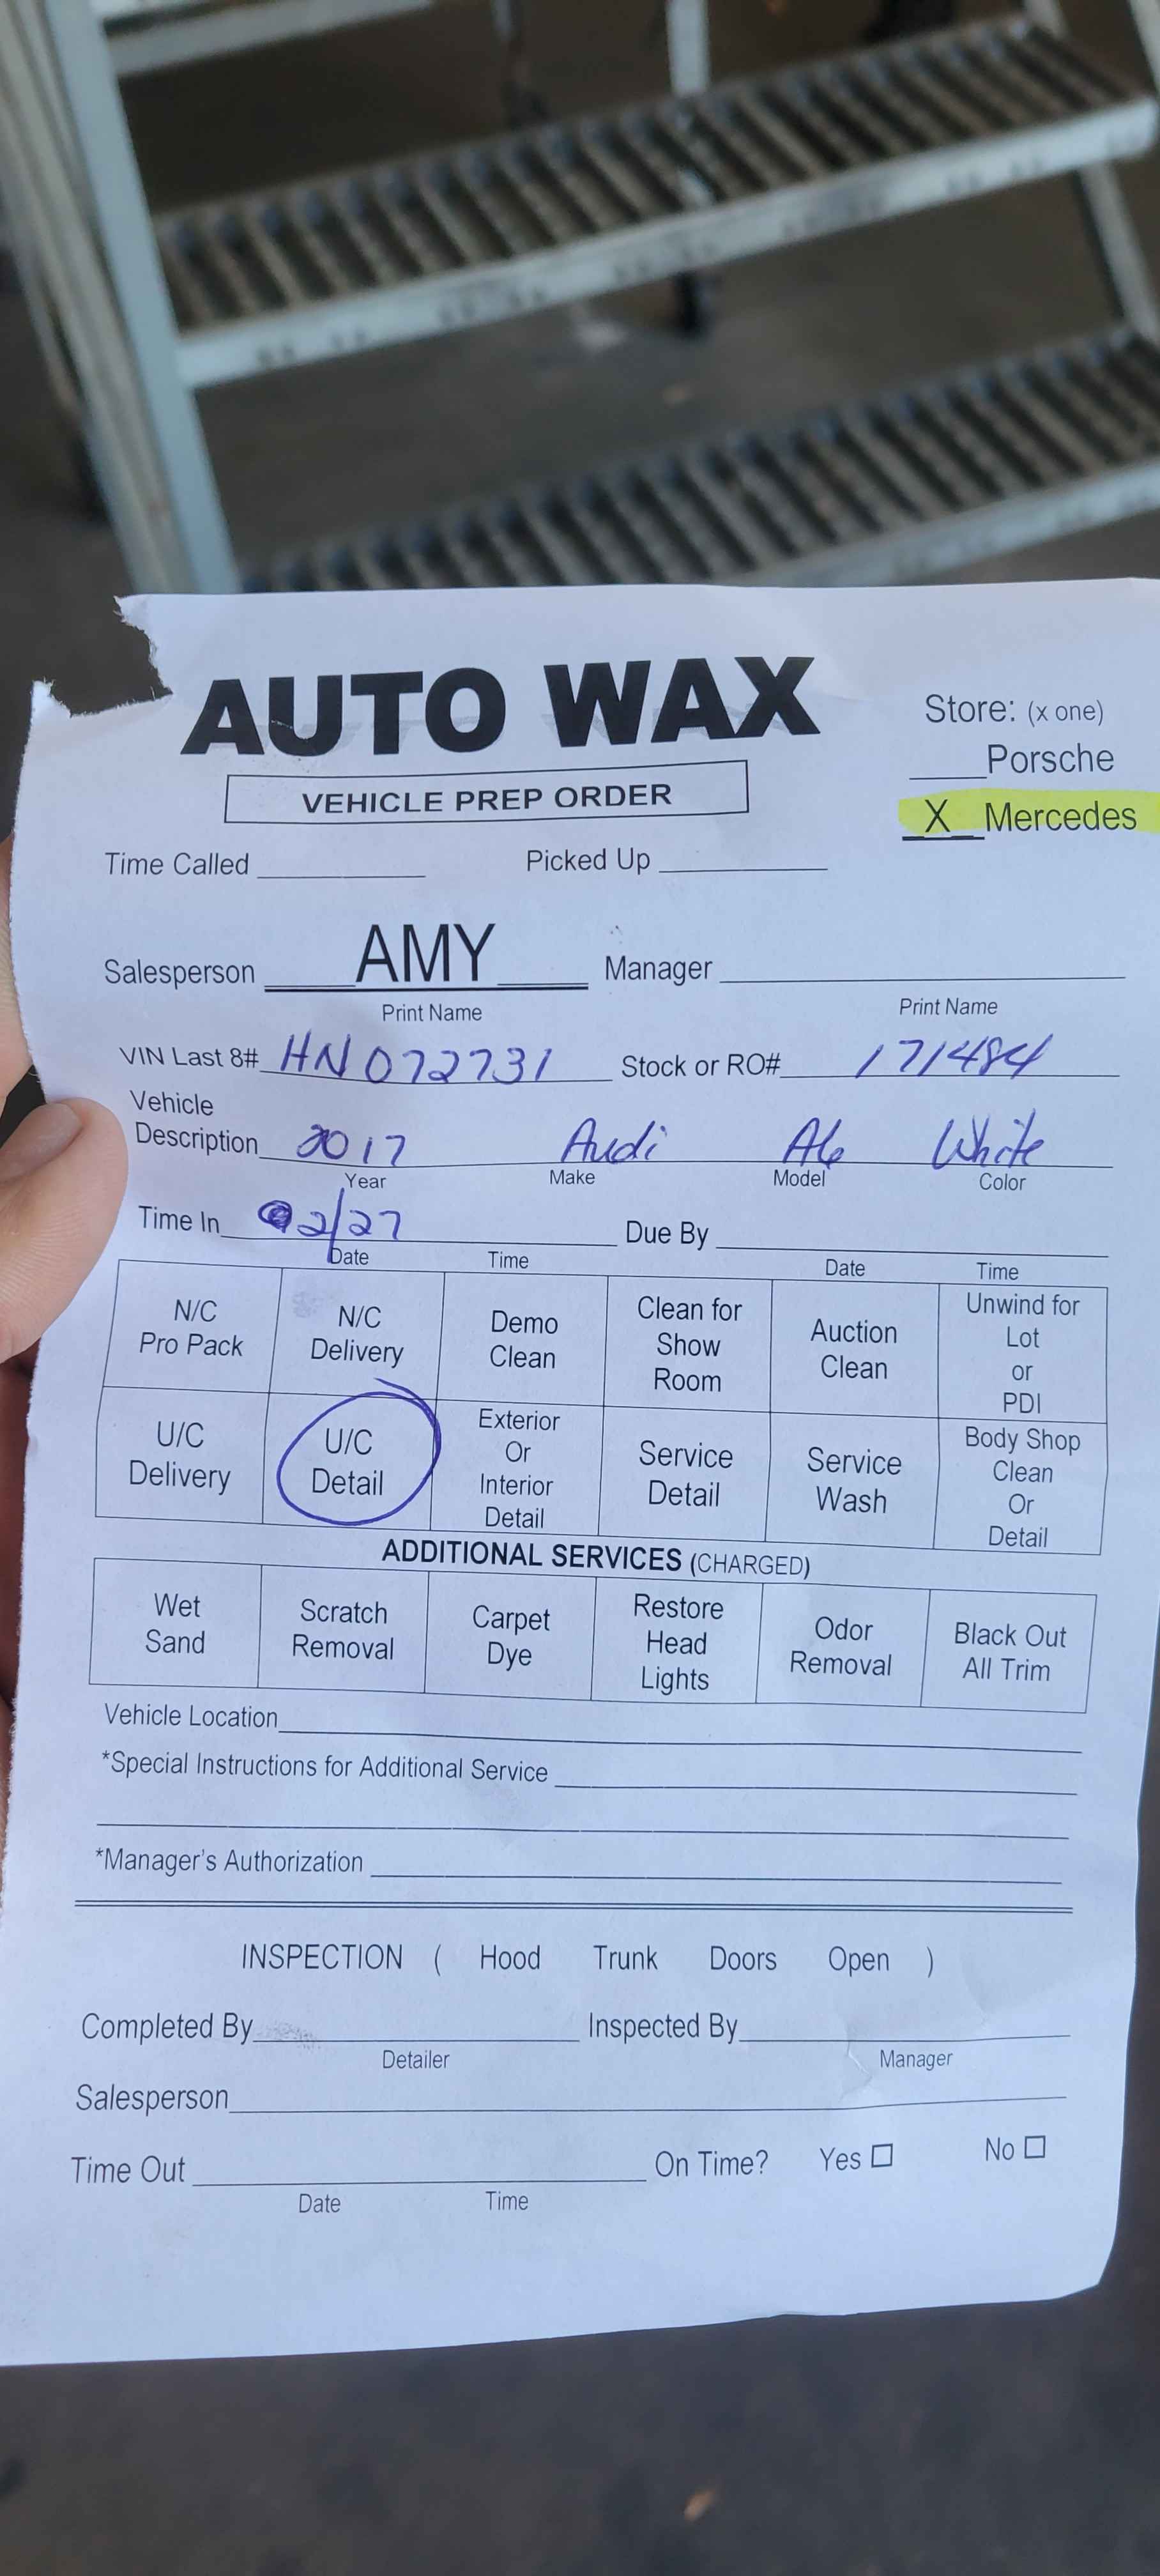 AUTO WAX
Store: (x one)
Porsche
VEHICLE PREP ORDER
X Mercedes
Time Called Picked Up
Salesperson AMY Manager
Print Name Print Name
VIN Last 8# HN072731 Stock or RO# 171484
Vehicle
Description 2017 Audi A6 White
Year Make Model Color
Time In 2/27 Due By
Date Time Date Time
N/C
Pro Pack
N/C
Delivery
Demo
Clean
Clean for
Show
Room
Auction
Clean
Unwind for
Lot
or
PDI
U/C
Delivery
U/C
Detail
Exterior
Or
Interior
Detail
Service
Detail
Service
Wash
Body Shop
Clean
Or
Detail
ADDITIONAL SERVICES (CHARGED)
Wet
Sand
Scratch
Removal
Carpet
Dye
Restore
Head
Lights
Odor
Removal
Black Out
All Trim
Vehicle Location
*Special Instructions for Additional Service
*Manager's Authorization
INSPECTION ( Hood Trunk Doors Open )
Completed By Inspected By
Detailer Manager
Salesperson
Time Out On Time? Yes No
Date Time